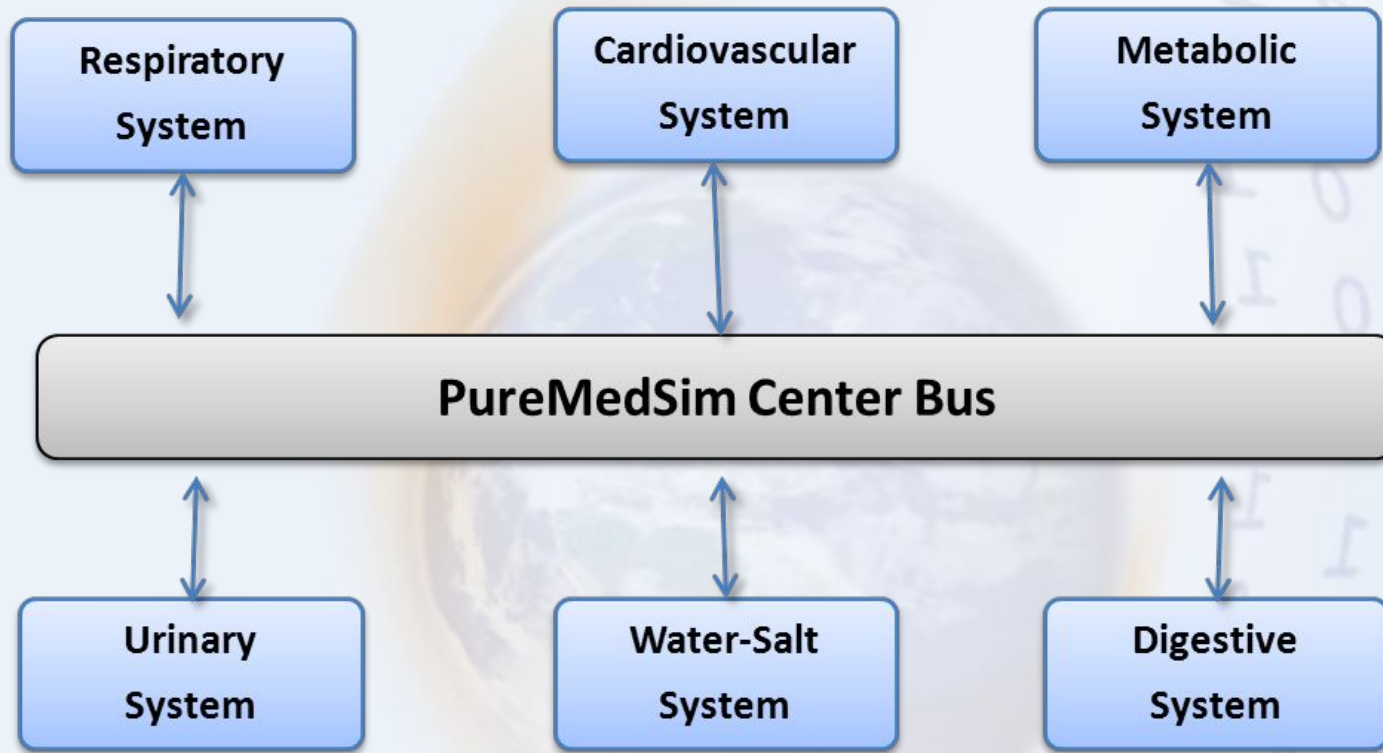 Respiratory
System
Cardiovascular
System
Metabolic
System
PureMedSim Center Bus
Urinary
System
Water-Salt
System
Digestive
System